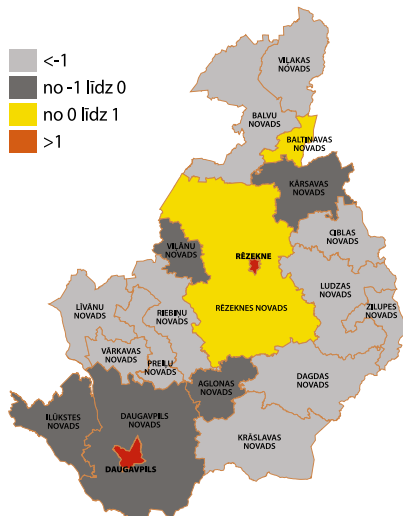 <-1
no -1 līdz 0
no 0 līdz 1
>1
VIĻAKAS
NOVADS
BALVU
NOVADS
BALTINAVAS
NOVADS
KĀRSAVAS
NOVADS
CIBLAS
NOVADS
VIĻĀNU
NOVADS
RĒZEKNE
LUDZAS
NOVADS
ZILUPES
NOVADS
RĒZEKNES NOVADS
LĪVĀNU
NOVADS
RIEBIŅU
NOVADS
VĀRKAVAS
NOVADS
PREIĻU
NOVADS
AGLONAS
NOVADS
DAGDAS
NOVADS
ILŪKSTES
NOVADS
DAUGAVPILS
NOVADS
KRĀSLAVAS
NOVADS
DAUGAVPILS